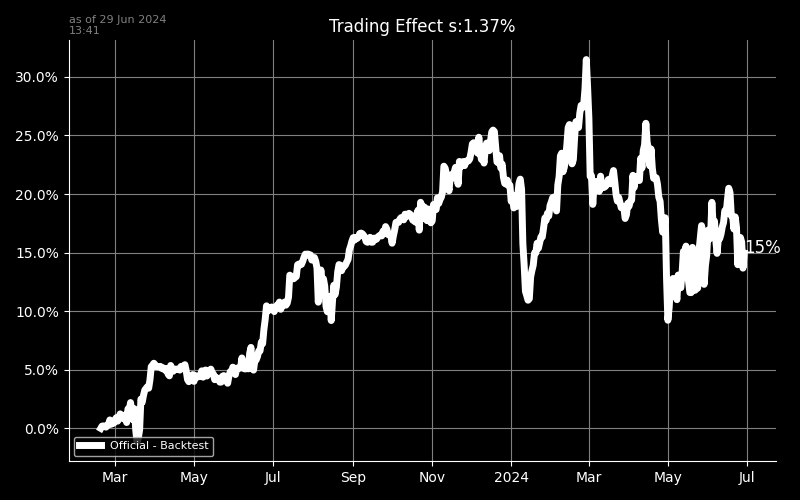 as of 29 Jun 2024
13:41
Trading Effect s:1.37%
30.0%
25.0%
20.0%
15.0%
10.0%
5.0%
0.0%
15%
Official - Backtest
Mar May Jul Sep Nov 2024 Mar May Jul